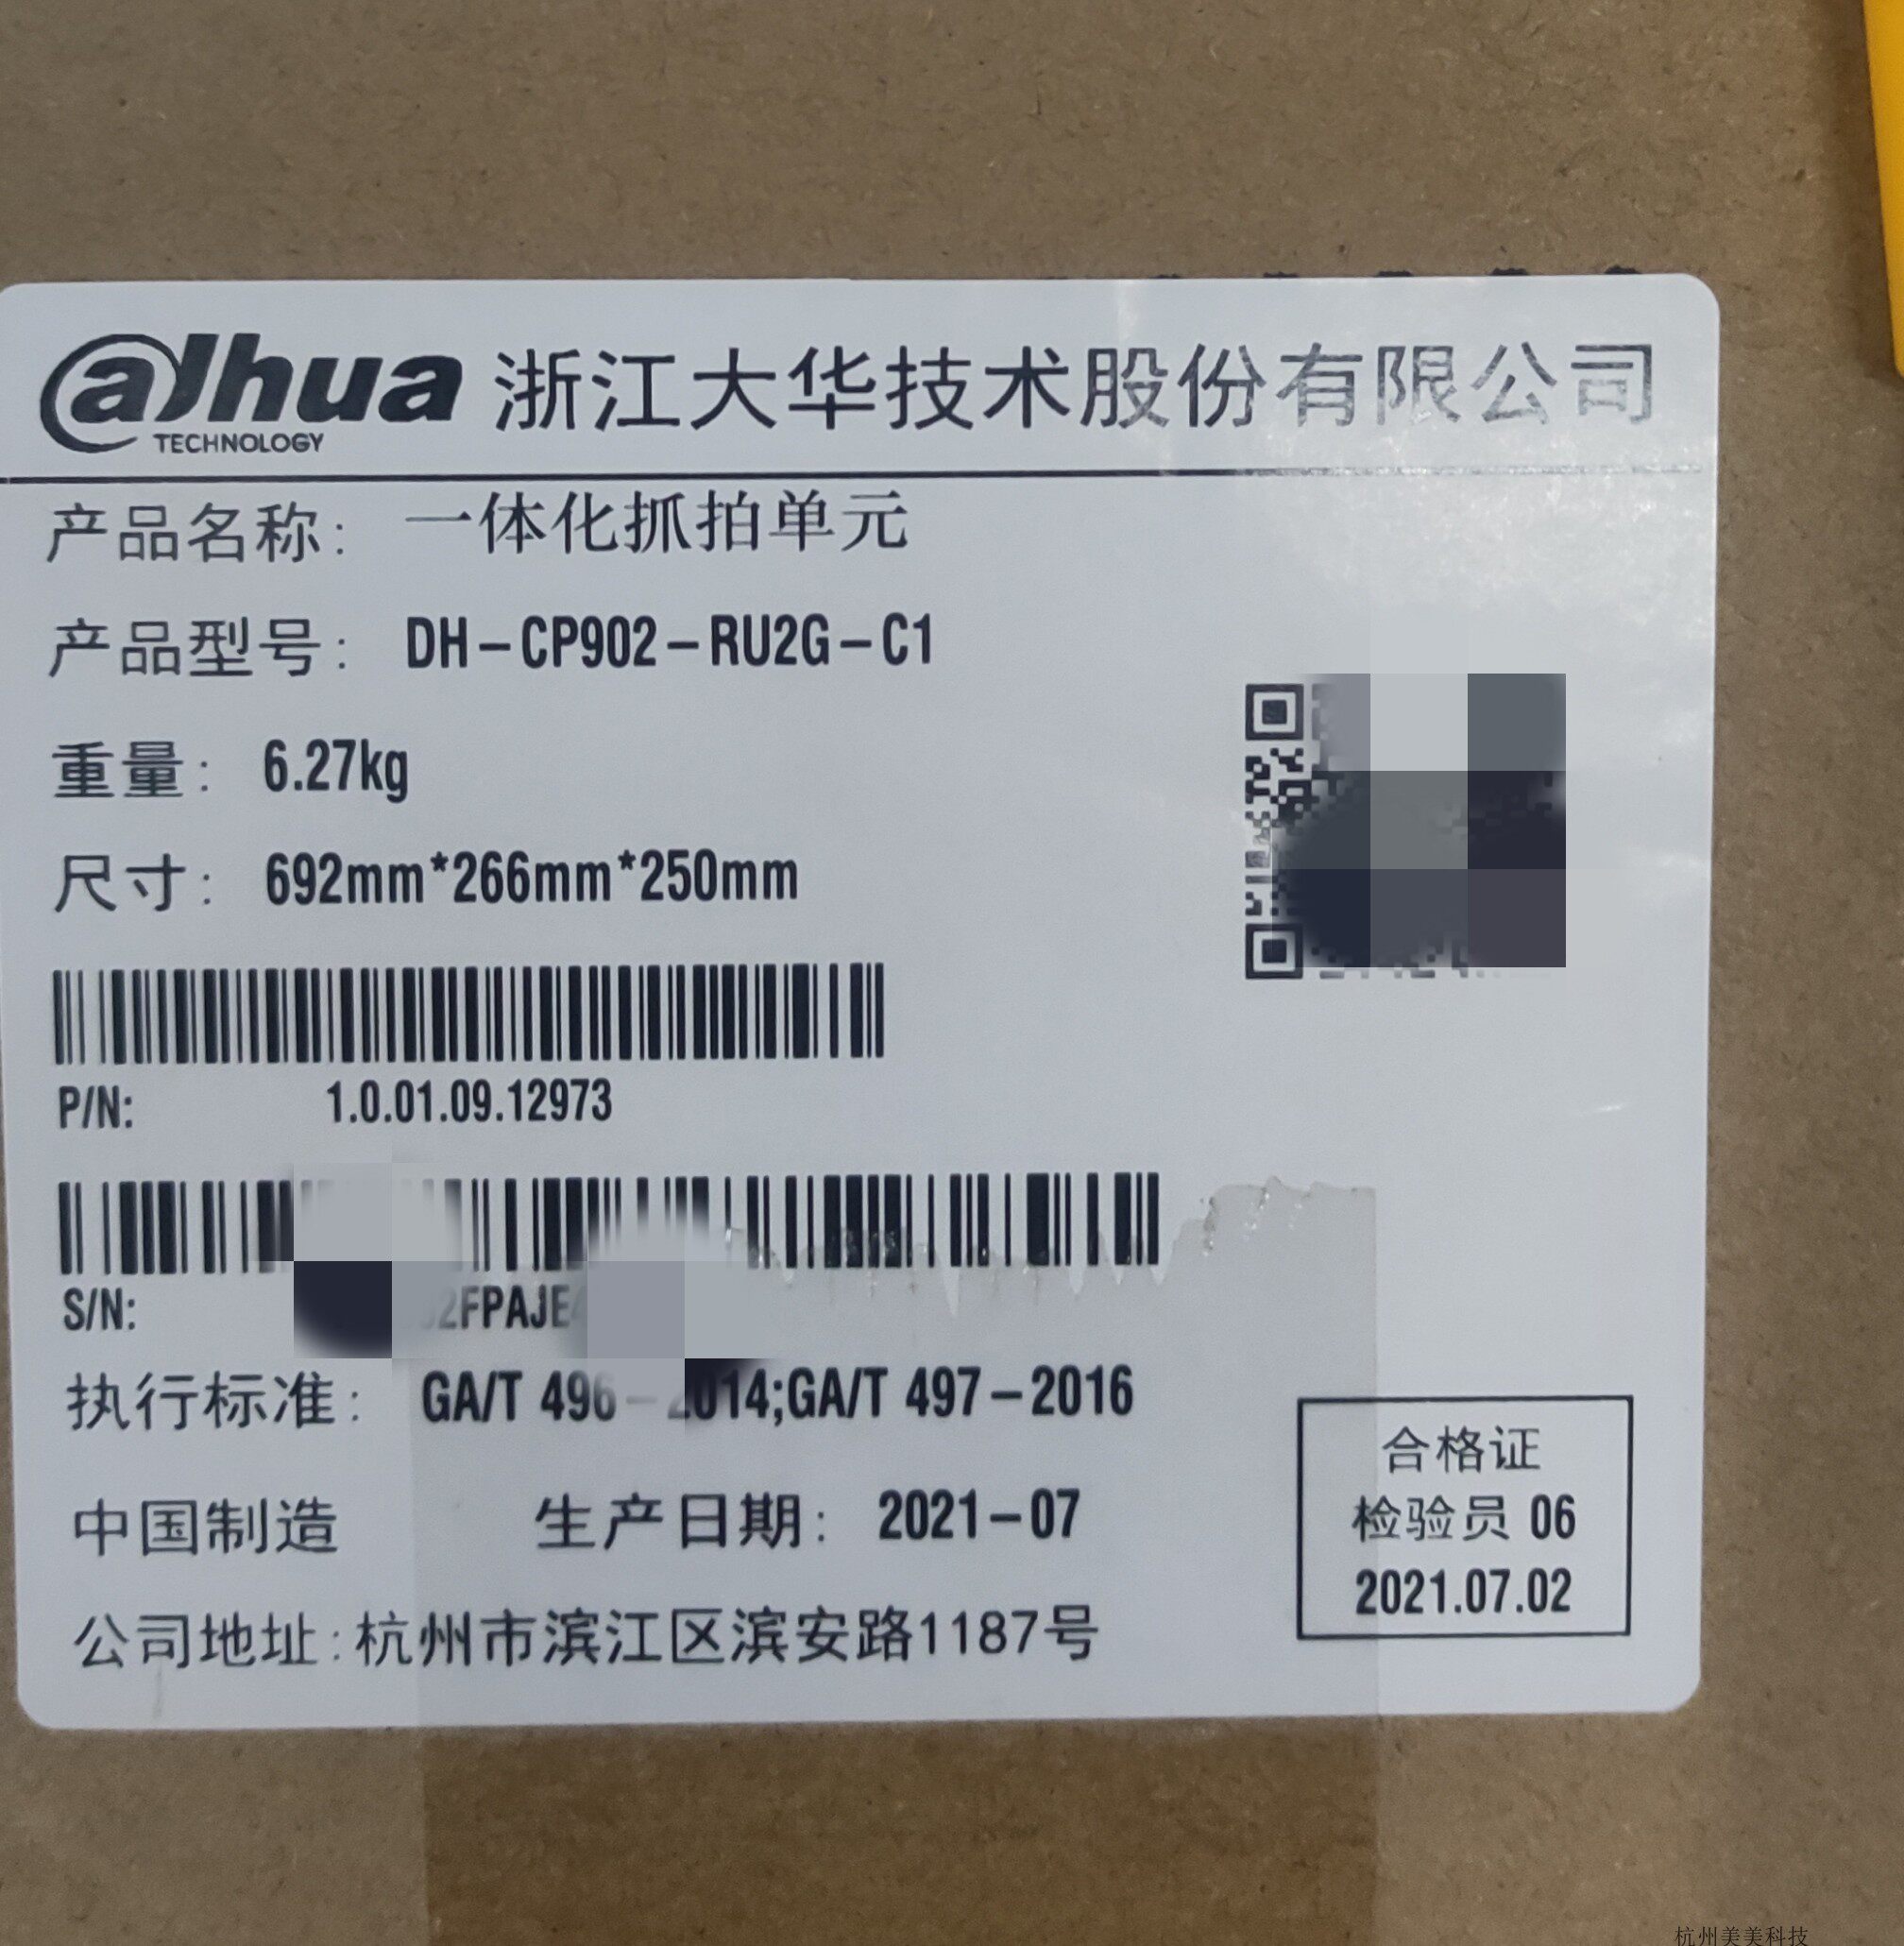 alhua 浙江大华技术股份有限公司
TECHNOLOGY
产品名称: 一体化抓拍单元
产品型号: DH-CP902-RU2G-C1
重量: 6.27kg
尺寸: 692mm*266mm*250mm
P/N: 1.0.01.09.12973
S/N: 2FPAJE
执行标准: GA/T 496-2014;GA/T 497-2016
中国制造 生产日期: 2021-07
公司地址:杭州市滨江区滨安路1187号
合格证
检验员 06
2021.07.02
杭州美美科技